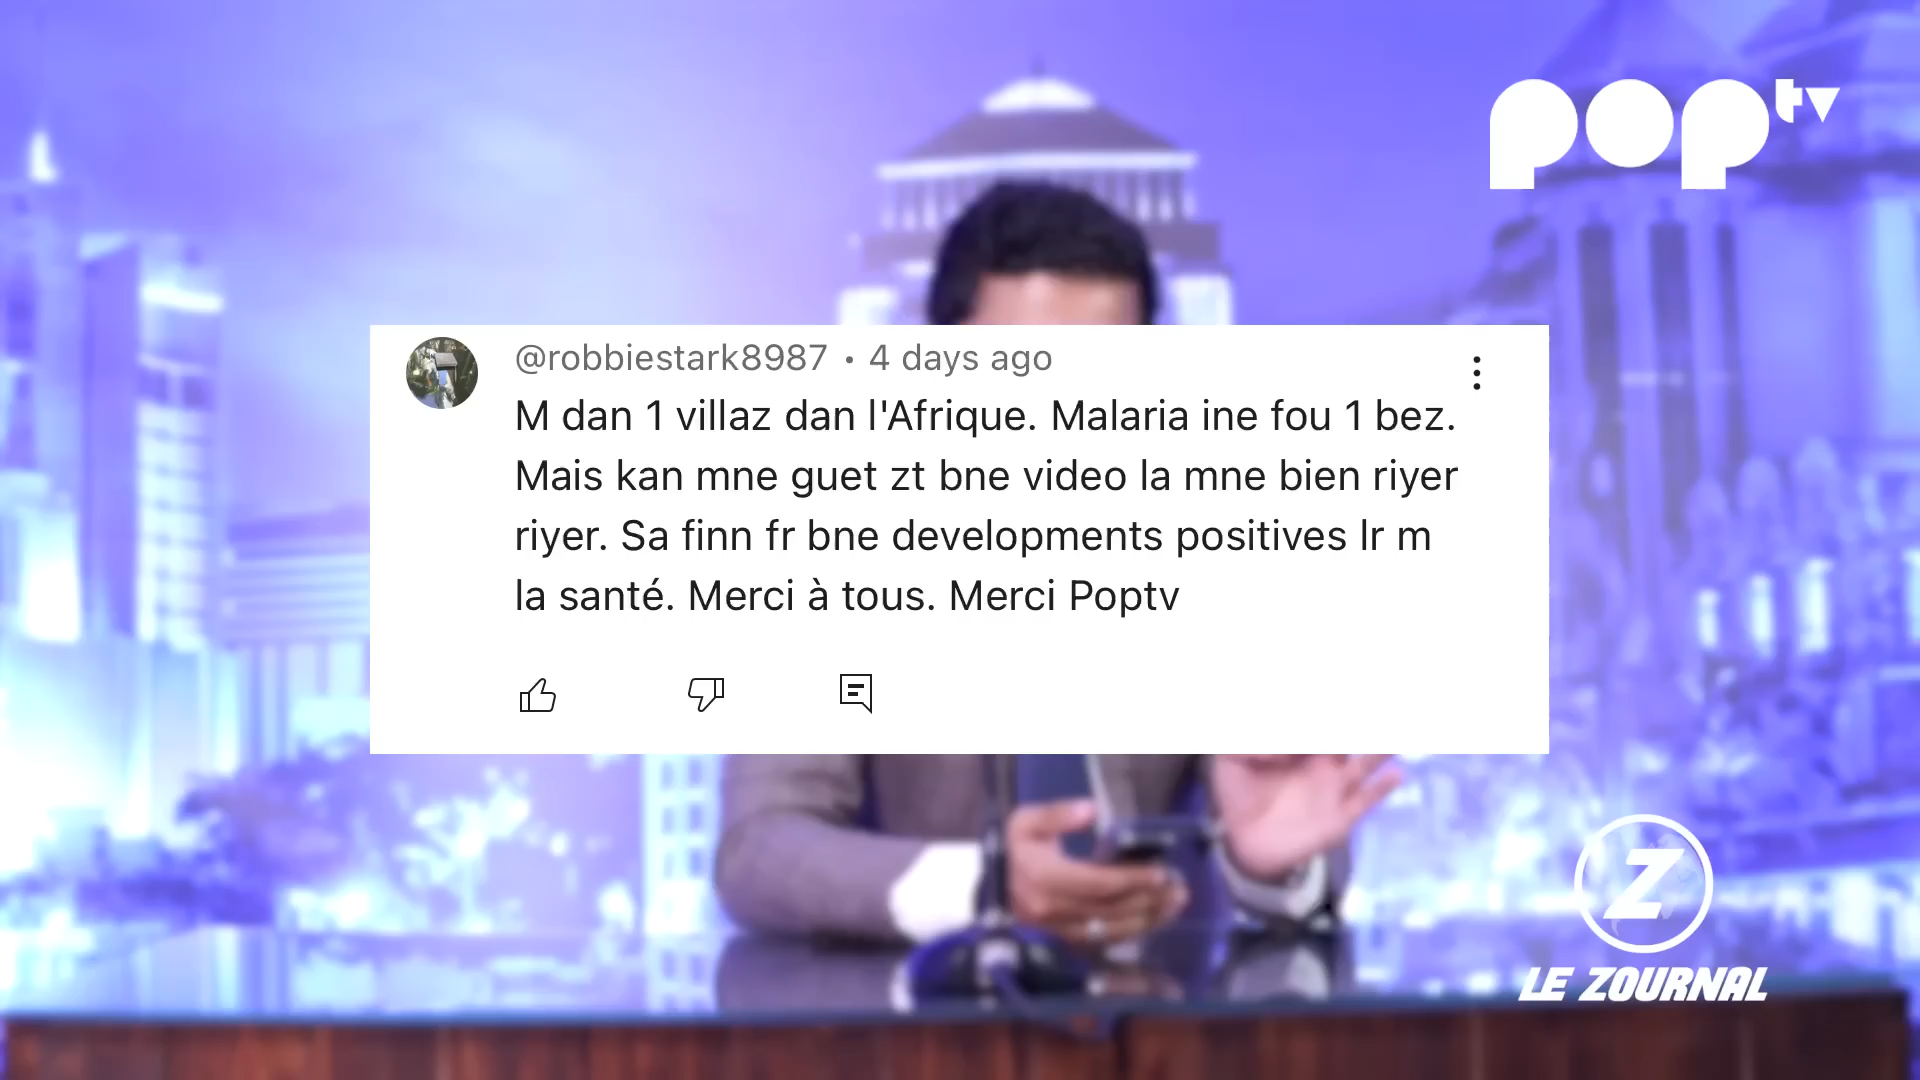 POP tv
@robbiestark8987 • 4 days ago
M dan 1 villaz dan l'Afrique. Malaria ine fou 1 bez.
Mais kan mne guet zt bne video la mne bien riyer
riyer. Sa finn fr bne developments positives lr m
la santé. Merci à tous. Merci Poptv
Z
LE ZOURNAL